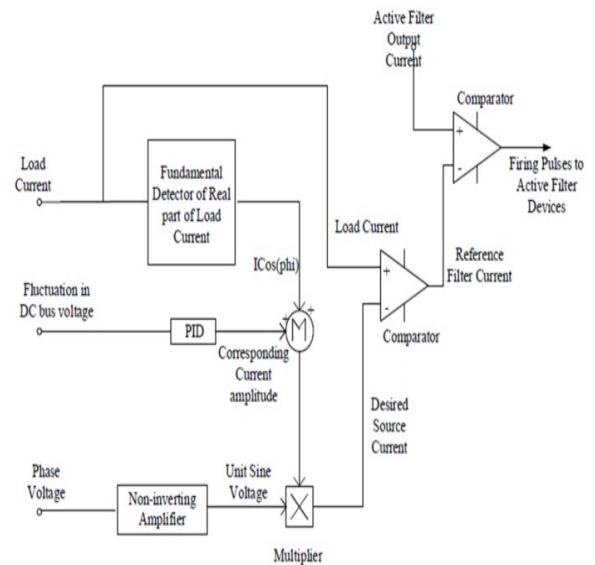 Active Filter
Output
Current
Comparator
+
-
Firing Pulses to
Active Filter
Devices
Load
Current
Fundamental
Detector of Real
part of Load
Current
Load Current
ICos(phi)
+
-
Reference
Filter Current
Comparator
Fluctuation in
DC bus voltage
PID
+
+
M
Corresponding
Current
amplitude
Desired
Source
Current
Phase
Voltage
Non-inverting
Amplifier
Unit Sine
Voltage
X
Multiplier